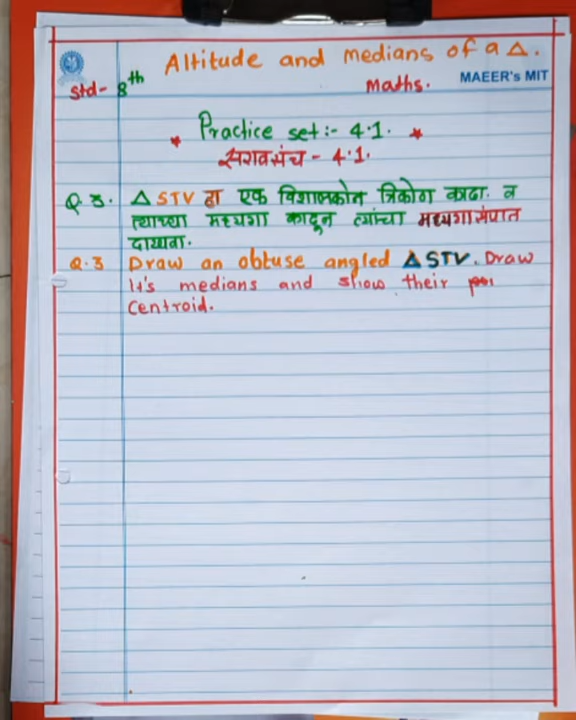 Altitude and medians of a △.
Std- 8th Maths. MAEER's MIT
* Practice set:- 4.1. *
सरावसंच - 4.1.
Q.3. △ STV हा एक विशालकोन त्रिकोण काढा. व
त्याच्या मध्यगा काढून त्यांचा मध्यगासंपात
दाखवा.
Q.3 Draw an obtuse angled △ STV. Draw
It's medians and show their
Centroid.